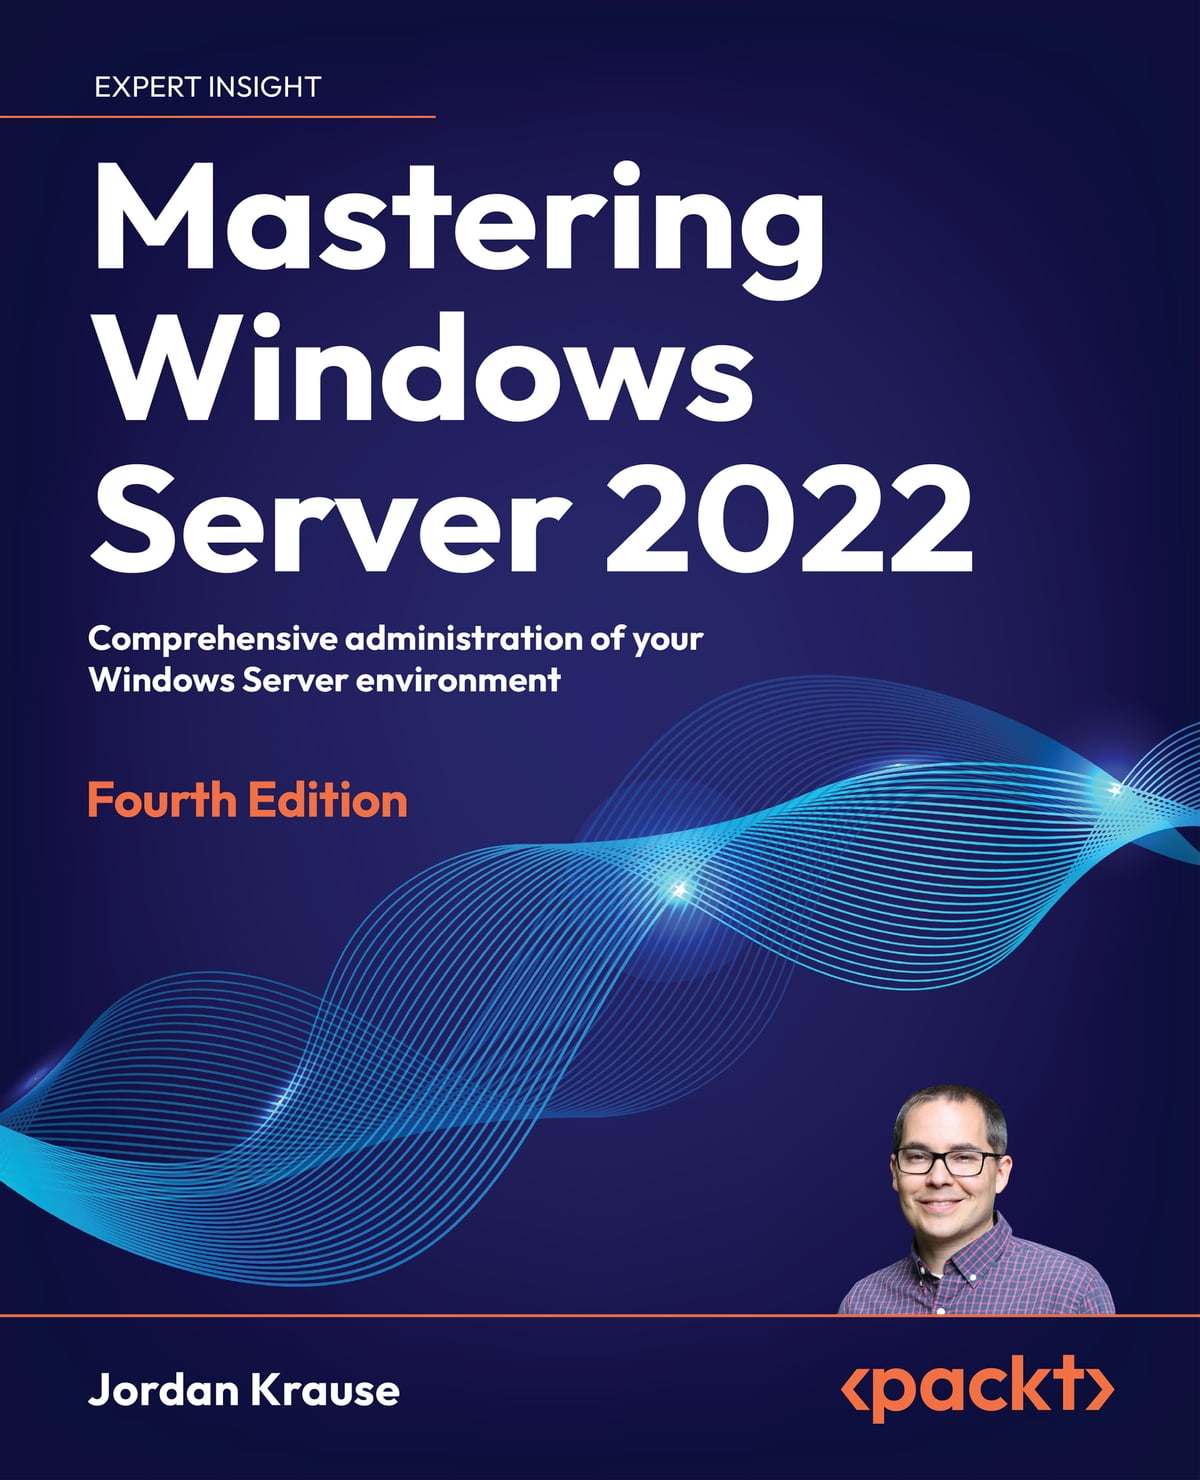 EXPERT INSIGHT
Mastering
Windows
Server 2022
Comprehensive administration of your
Windows Server environment
Fourth Edition
Jordan Krause
<packt>